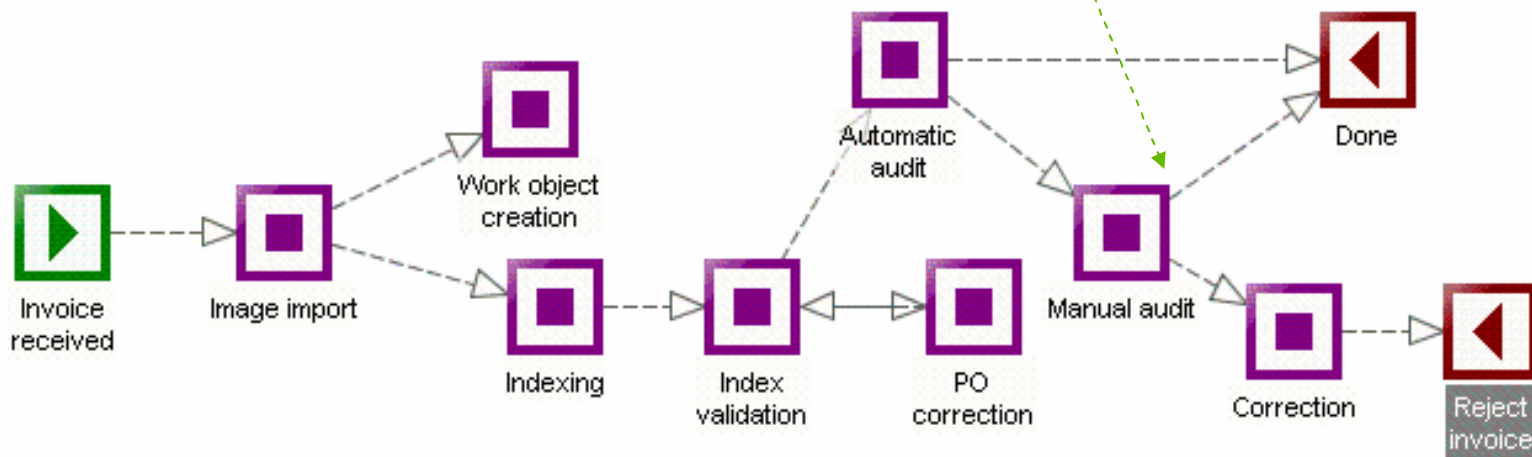 Invoice
received
Image import
Work object
creation
Indexing
Index
validation
PO
correction
Automatic
audit
Manual audit
Done
Correction
Reject
invoice